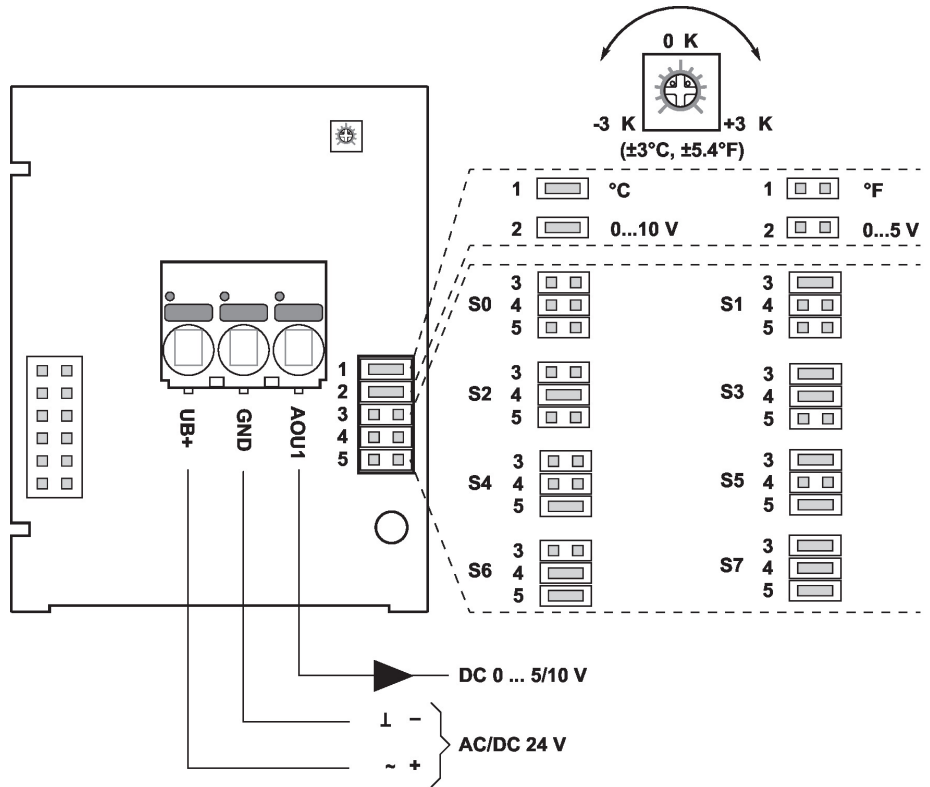 0 K
-3 K
+3 K
(±3°C, ±5.4°F)
1 °C
1 °F
2 0...10 V
2 0...5 V
S0 3 4 5
S1 3 4 5
S2 3 4 5
S3 3 4 5
S4 3 4 5
S5 3 4 5
S6 3 4 5
S7 3 4 5
1
2
3
4
5
UB+
GND
AOU1
DC 0 ... 5/10 V
⊥ –
AC/DC 24 V
~ +